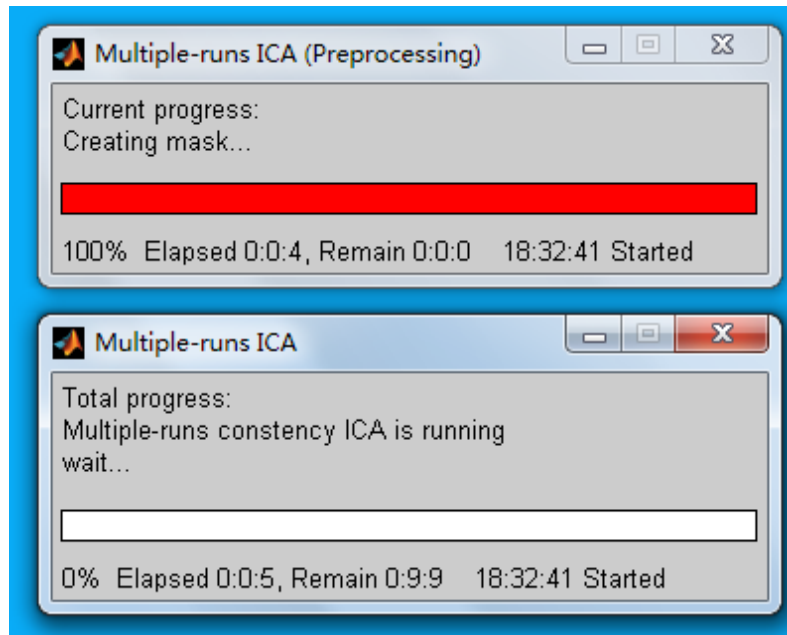 Multiple-runs ICA (Preprocessing)
Current progress:
Creating mask...
100% Elapsed 0:0:4, Remain 0:0:0 18:32:41 Started
Multiple-runs ICA
Total progress:
Multiple-runs constency ICA is running
wait...
0% Elapsed 0:0:5, Remain 0:9:9 18:32:41 Started